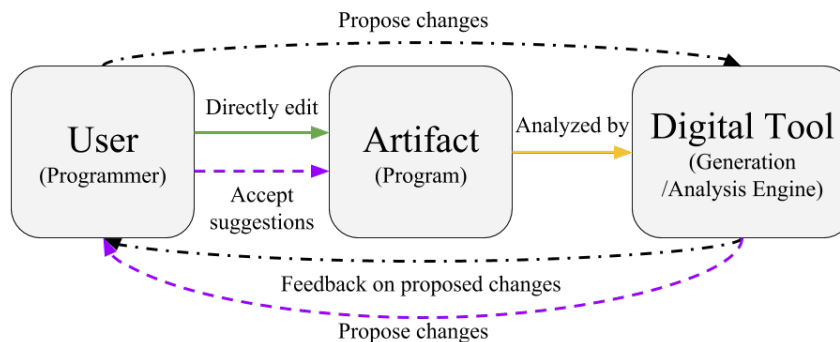 Propose changes
User
(Programmer)
Directly edit
Accept
suggestions
Artifact
(Program)
Analyzed by
Digital Tool
(Generation
/Analysis Engine)
Feedback on proposed changes
Propose changes